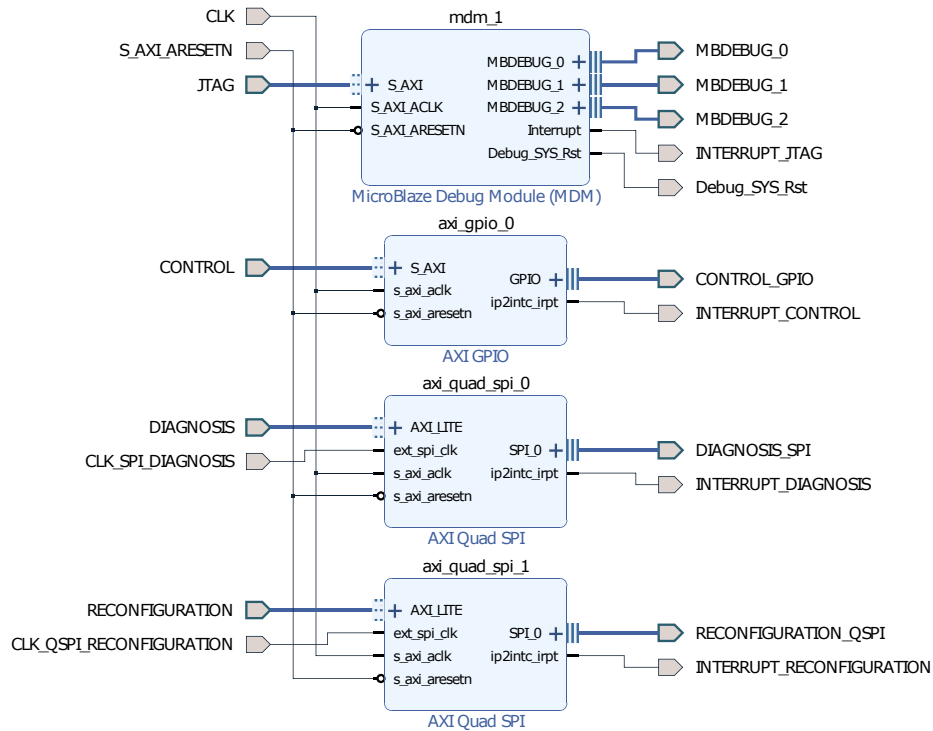 CLK
S_AXI_ARESETN
JTAG
mdm_1
S_AXI
S_AXI_ACLK
S_AXI_ARESETN
MBDEBUG_0
MBDEBUG_1
MBDEBUG_2
Interrupt
Debug_SYS_Rst
MicroBlaze Debug Module (MDM)
MBDEBUG_0
MBDEBUG_1
MBDEBUG_2
INTERRUPT_JTAG
Debug_SYS_Rst
CONTROL
axi_gpio_0
S_AXI
s_axi_aclk
s_axi_aresetn
GPIO
ip2intc_irpt
AXI GPIO
CONTROL_GPIO
INTERRUPT_CONTROL
DIAGNOSIS
CLK_SPI_DIAGNOSIS
axi_quad_spi_0
AXI_LITE
ext_spi_clk
s_axi_aclk
s_axi_aresetn
SPI_0
ip2intc_irpt
AXI Quad SPI
DIAGNOSIS_SPI
INTERRUPT_DIAGNOSIS
RECONFIGURATION
CLK_QSPI_RECONFIGURATION
axi_quad_spi_1
AXI_LITE
ext_spi_clk
s_axi_aclk
s_axi_aresetn
SPI_0
ip2intc_irpt
AXI Quad SPI
RECONFIGURATION_QSPI
INTERRUPT_RECONFIGURATION